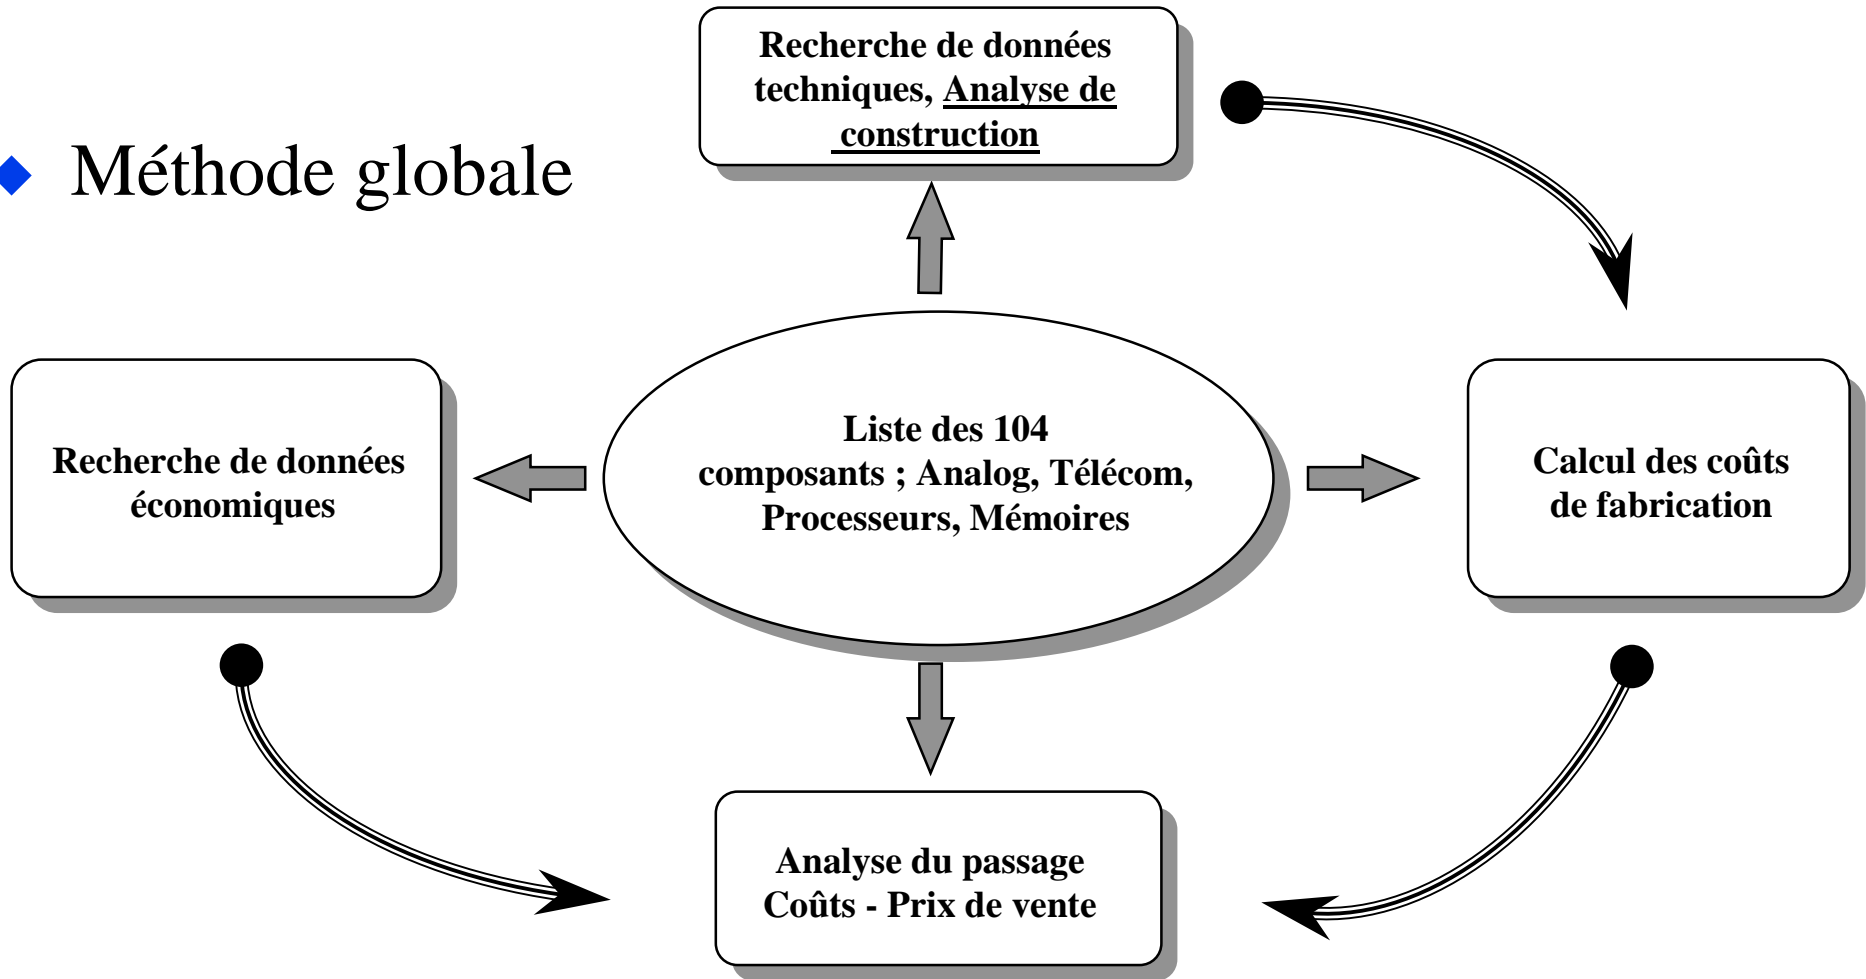 Recherche de données
techniques, Analyse de
construction
Méthode globale
Liste des 104
composants ; Analog, Télécom,
Processeurs, Mémoires
Recherche de données
économiques
Calcul des coûts
de fabrication
Analyse du passage
Coûts - Prix de vente